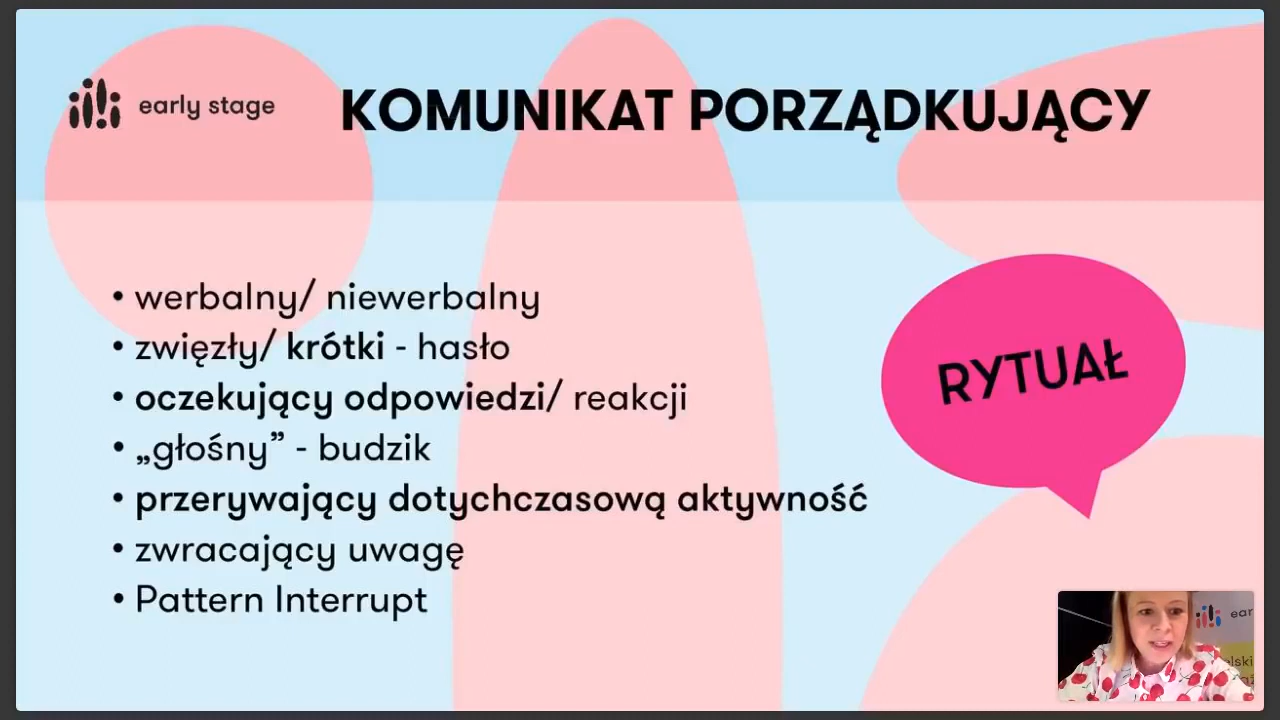 early stage
KOMUNIKAT PORZĄDKUJĄCY
• werbalny/ niewerbalny
• zwięzły/ krótki - hasło
• oczekujący odpowiedzi/ reakcji
• „głośny” - budzik
• przerywający dotychczasową aktywność
• zwracający uwagę
• Pattern Interrupt
RYTUAŁ